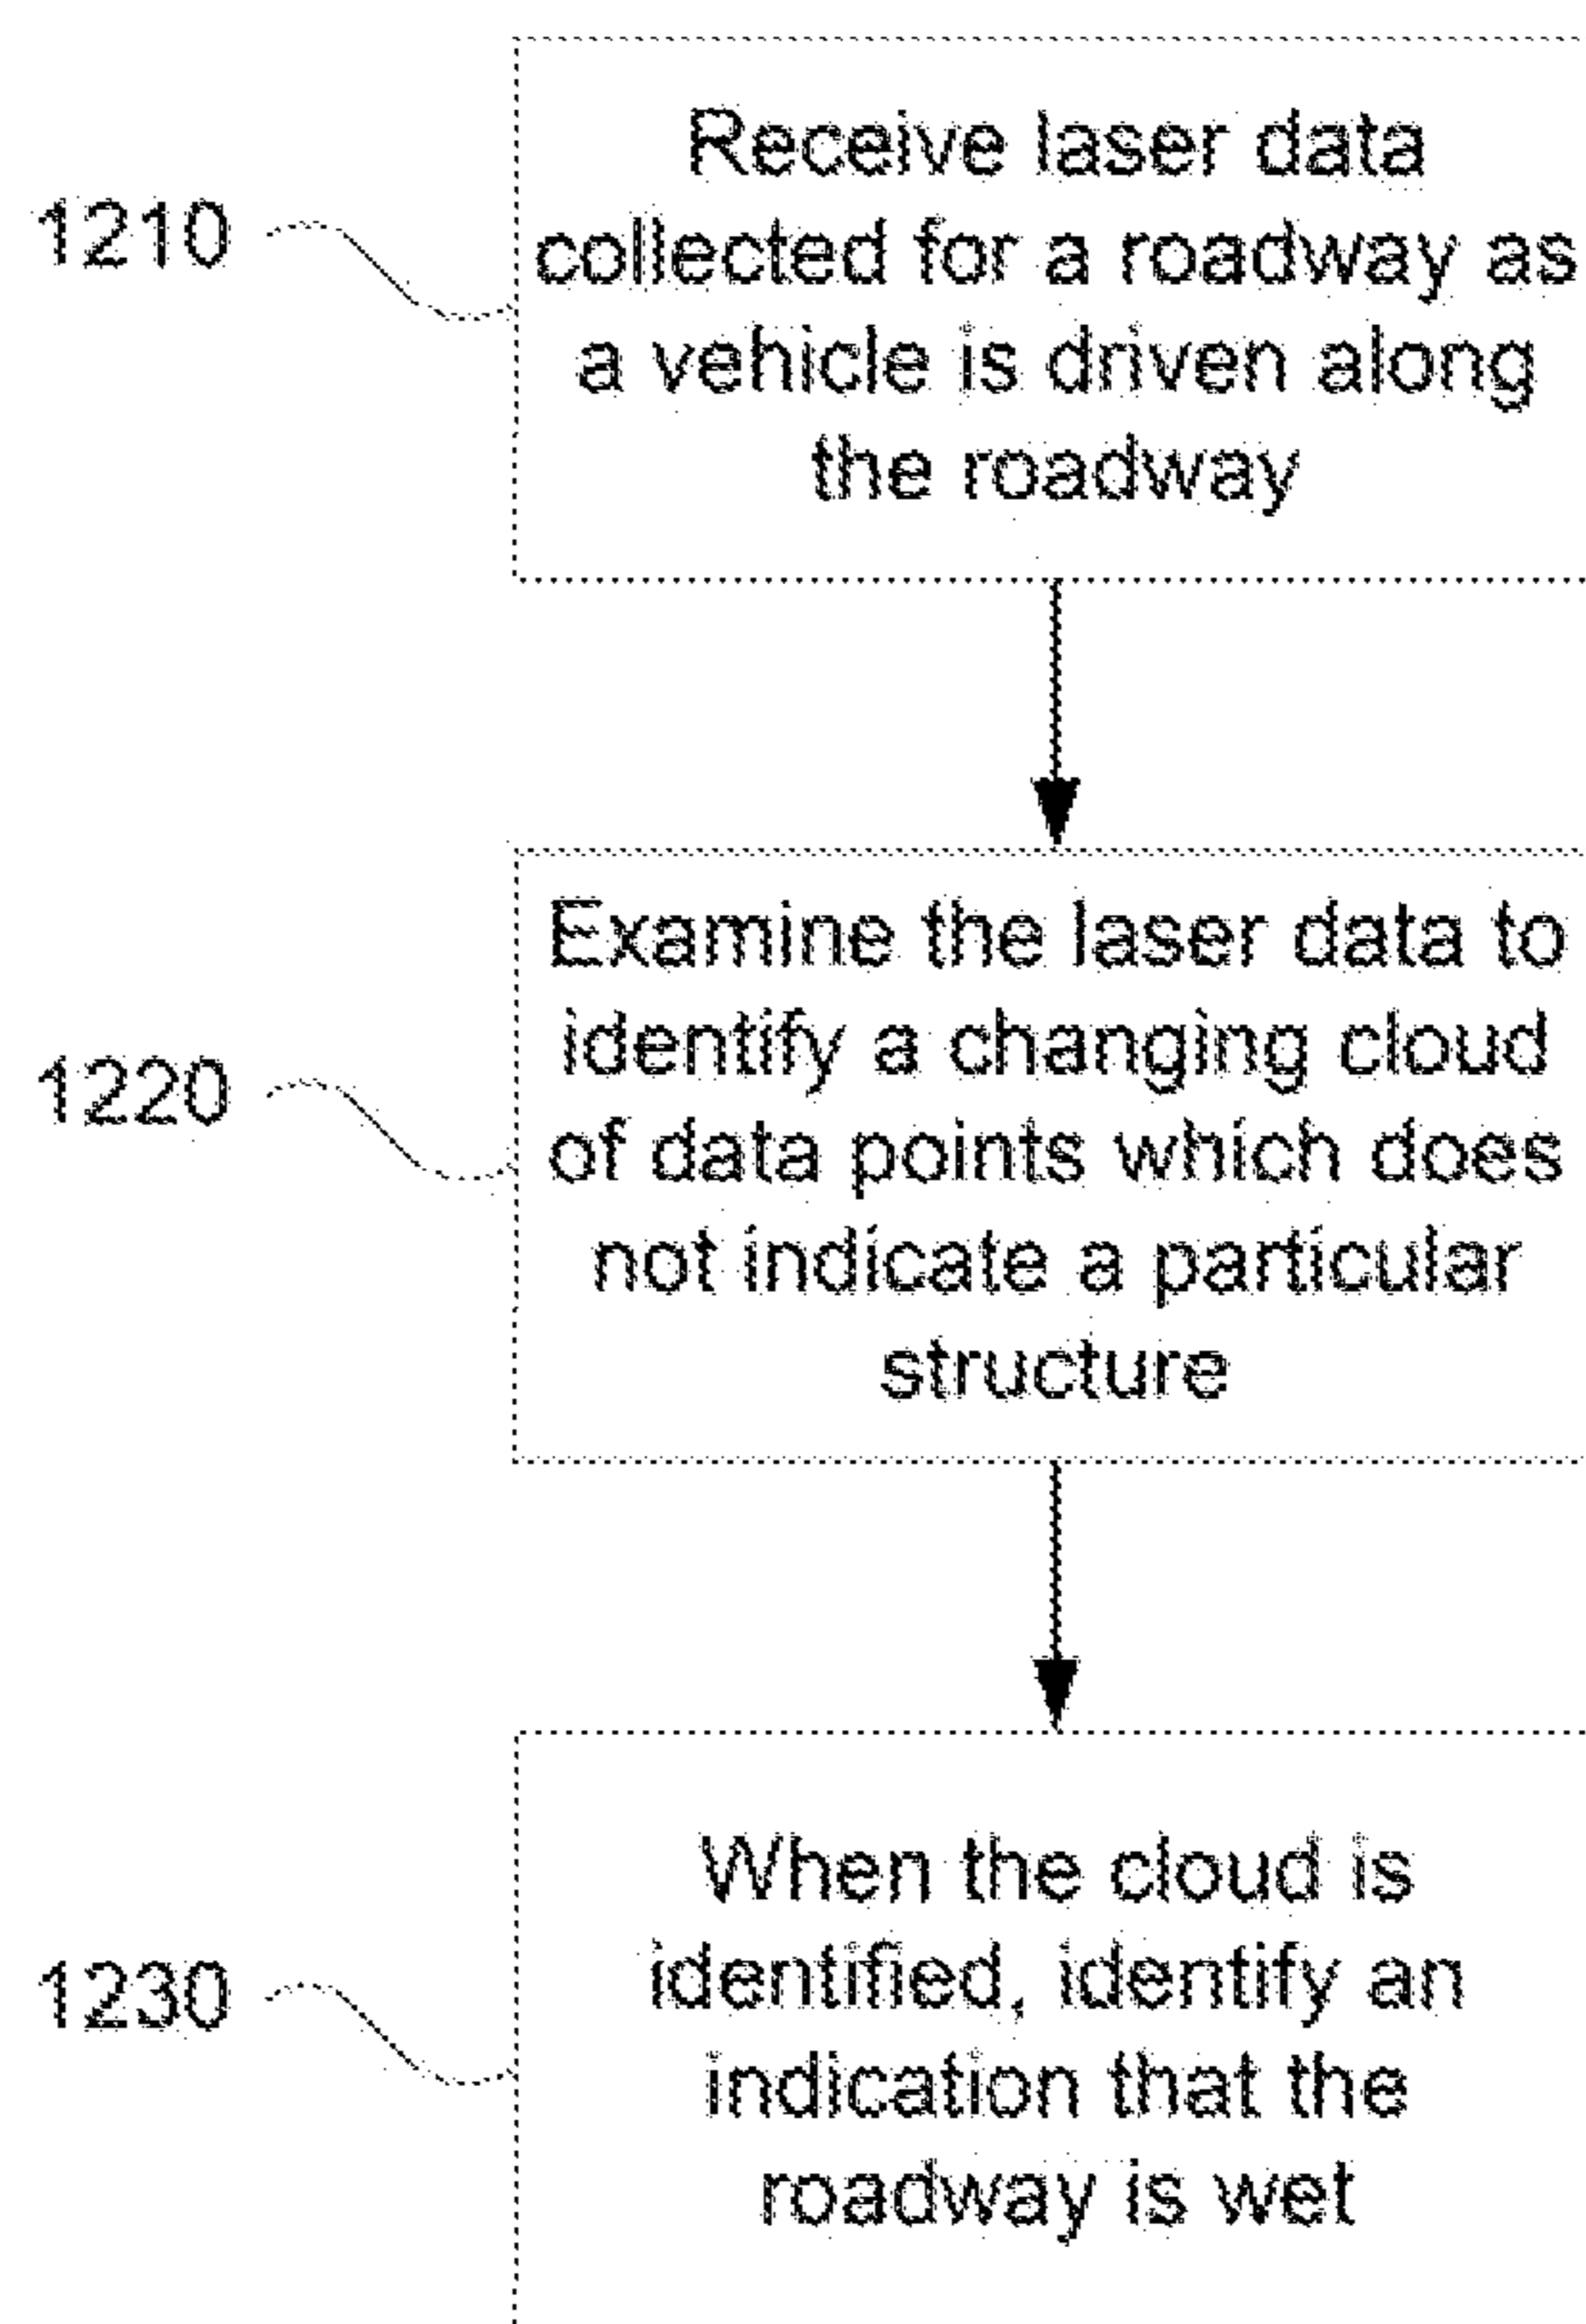 1210
Receive laser data
collected for a roadway as
a vehicle is driven along
the roadway
1220
Examine the laser data to
identify a changing cloud
of data points which does
not indicate a particular
structure
1230
When the cloud is
identified, identify an
indication that the
roadway is wet